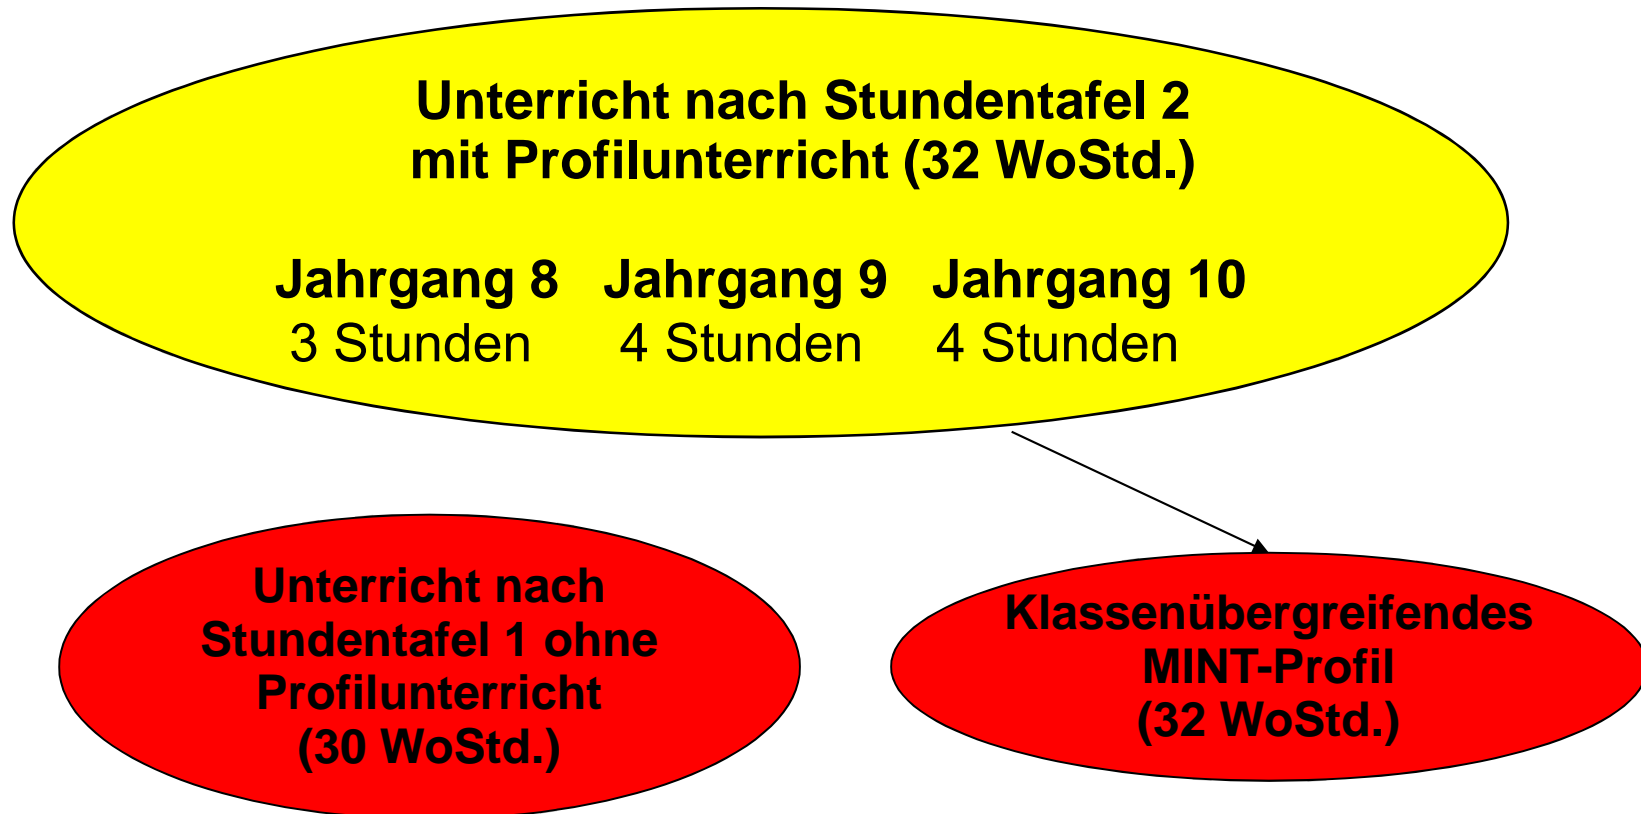 Unterricht nach Stundentafel 2
mit Profilunterricht (32 WoStd.)
Jahrgang 8 Jahrgang 9 Jahrgang 10
3 Stunden 4 Stunden 4 Stunden
Unterricht nach
Stundentafel 1 ohne
Profilunterricht
(30 WoStd.)
Klassenübergreifendes
MINT-Profil
(32 WoStd.)